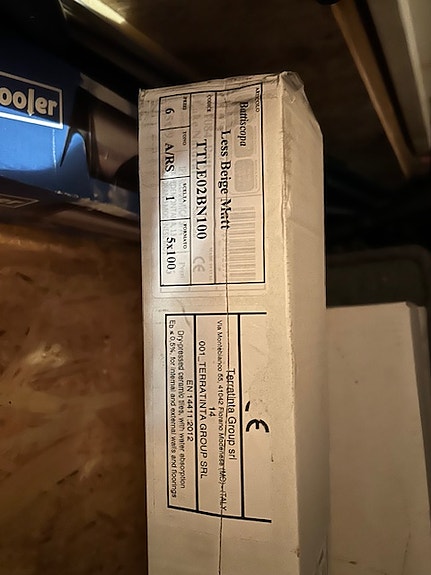 ooler
ARTICOLO
Battiscopa
Less Beige Matt
CODICE
TTLE02BN100
PEZZI
TONO
SCELTA
FORMATO
6
A/RS
1
5x100
CE
CE
Terratinta Group srl
Via Montebianco 55, 41042 Fiorano Modenese (MO) - ITALY
14
001_TERRATINTA GROUP SRL
EN 14411:2012
Dry-pressed ceramic tiles, with water absorption
Eb ≤ 0,5%, for internal and external walls and floorings